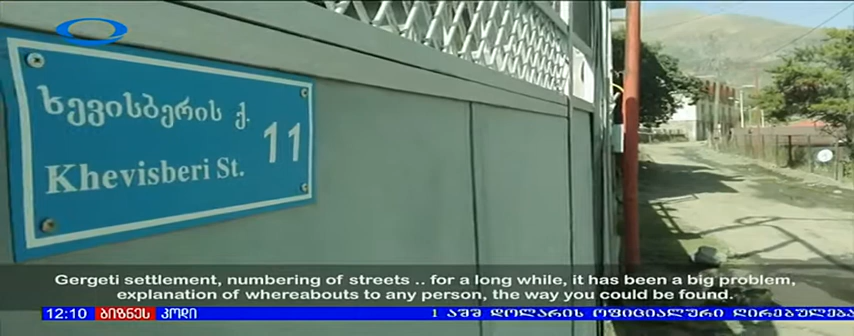 ხევისბერის ქ.
11
Khevisberi St.
Gergeti settlement, numbering of streets .. for a long while, it has been a big problem,
explanation of whereabouts to any person, the way you could be found.
12:10 ბიზნეს კოდი 1 აშშ დოლარის ოფიციალური ღირებულება